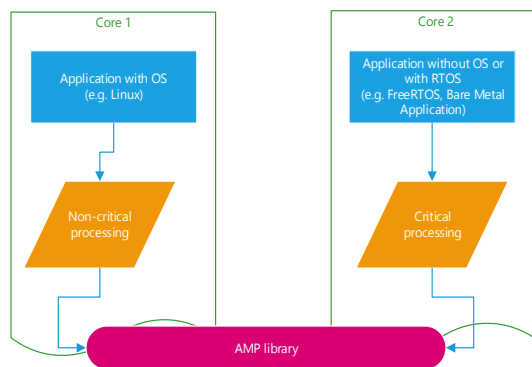 Core 1
Application with OS
(e.g. Linux)
Non-critical
processing
Core 2
Application without OS or
with RTOS
(e.g. FreeRTOS, Bare Metal
Application)
Critical
processing
AMP library